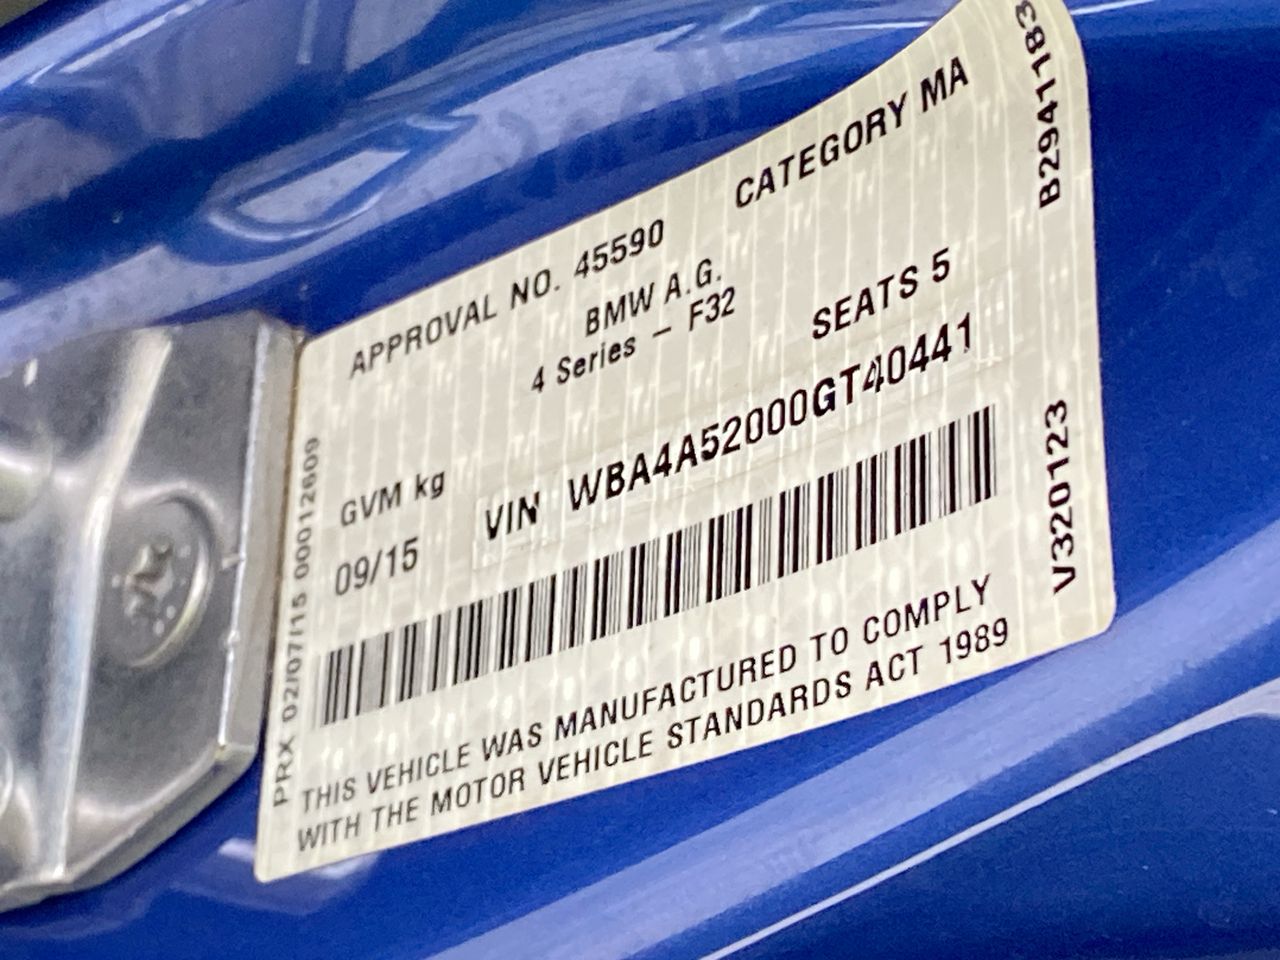 APPROVAL NO. 45590 CATEGORY MA
BMW A.G.
4 Series - F32 SEATS 5
GVM kg
VIN WBA4A52000GT40441
09/15
THIS VEHICLE WAS MANUFACTURED TO COMPLY
WITH THE MOTOR VEHICLE STANDARDS ACT 1989
PRX 02/07/15 00012609
B2941183
V320123